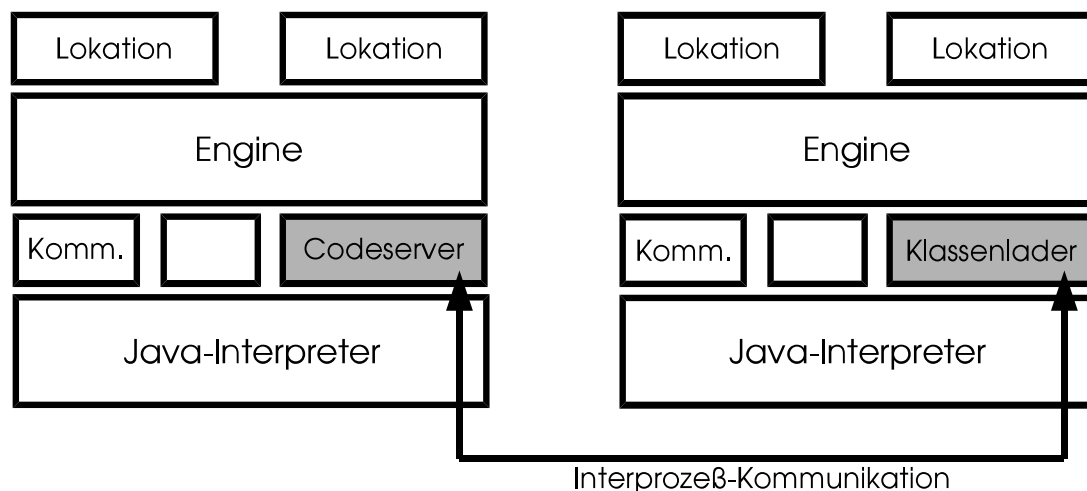 Lokation Lokation Lokation Lokation
Engine Engine
Komm. Codeserver Komm. Klassenlader
Java-Interpreter Java-Interpreter
Interprozeß-Kommunikation